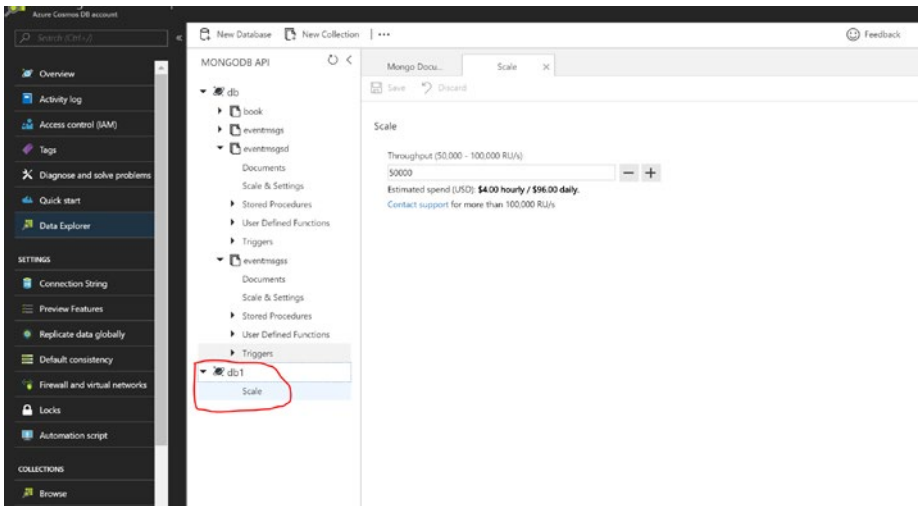 Azure Cosmos DB account
Search (Ctrl+/)
Overview
Activity log
Access control (IAM)
Tags
Diagnose and solve problems
Quick start
Data Explorer
SETTINGS
Connection String
Preview Features
Replicate data globally
Default consistency
Firewall and virtual networks
Locks
Automation script
COLLECTIONS
Browse
New Database New Collection
Feedback
MONGODB API
db
book
eventmsgs
eventmsgsd
Documents
Scale & Settings
Stored Procedures
User Defined Functions
Triggers
eventmsgss
Documents
Scale & Settings
Stored Procedures
User Defined Functions
Triggers
db1
Scale
Mongo Docu... Scale
Save Discard
Scale
Throughput (50,000 - 100,000 RU/s)
50000
Estimated spend (USD): $4.00 hourly / $96.00 daily.
Contact support for more than 100,000 RU/s